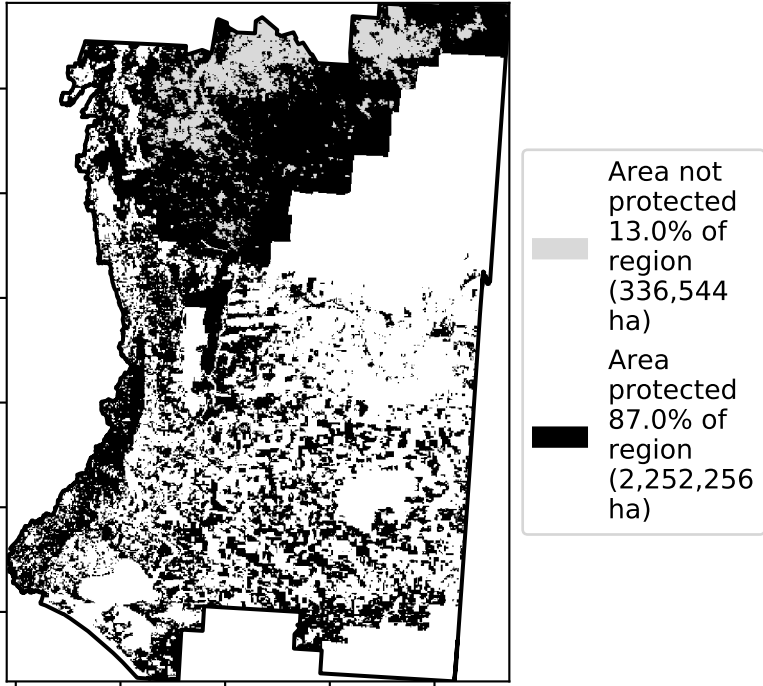 Area not
protected
13.0% of
region
(336,544
ha)
Area
protected
87.0% of
region
(2,252,256
ha)